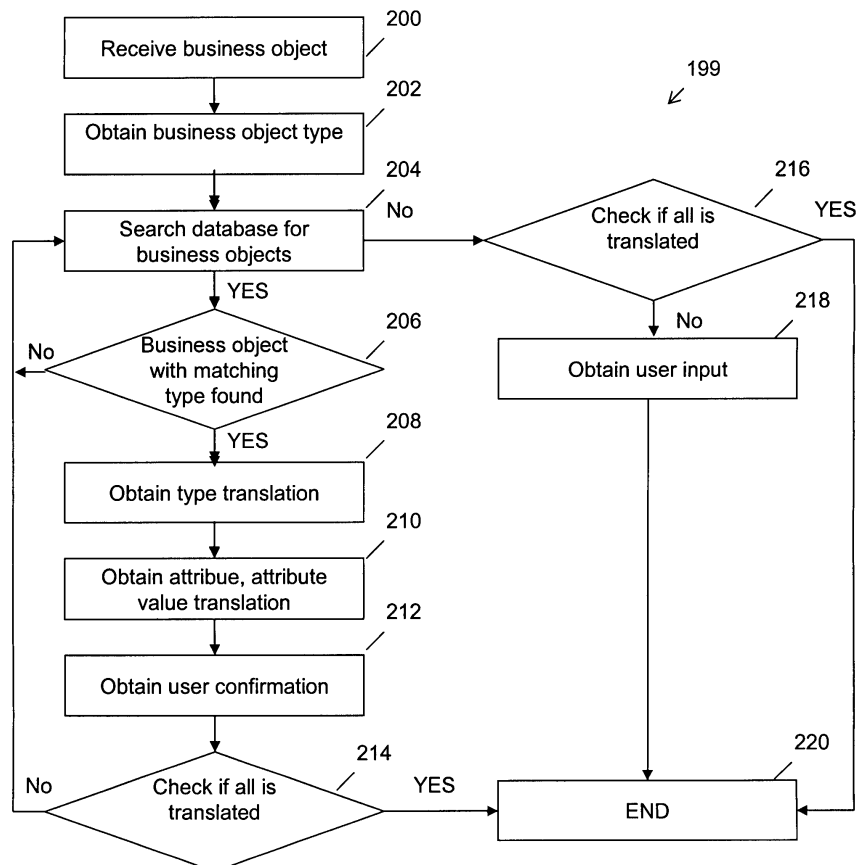 200
Receive business object
199
202
Obtain business object type
204
216
No
YES
Search database for
business objects
Check if all is
translated
YES
218
206
No
No
Business object
with matching
type found
Obtain user input
YES
208
Obtain type translation
210
Obtain attribue, attribute
value translation
212
Obtain user confirmation
214
220
No
Check if all is
translated
YES
END